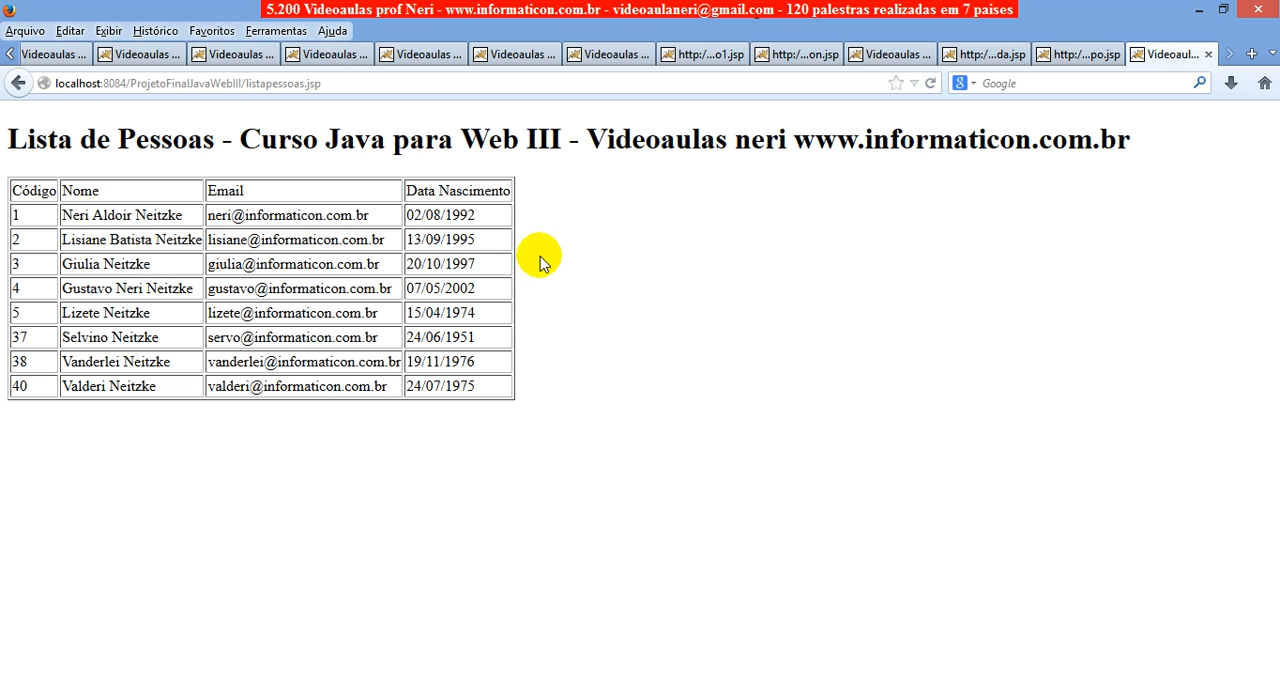 5.200 Videoaulas prof Neri - www.informaticon.com.br - videoaulaneri@gmail.com - 120 palestras realizadas em 7 paises
Arquivo Editar Exibir Histórico Favoritos Ferramentas Ajuda
Videoaulas ... Videoaulas ... Videoaulas ... Videoaulas ... Videoaulas ... Videoaulas ... Videoaulas ... http:/...o1.jsp http:/...on.jsp Videoaulas ... http:/...da.jsp http:/...po.jsp Videoaul...
localhost:8084/ProjetoFinalJavaWebIII/listapessoas.jsp Google
Lista de Pessoas - Curso Java para Web III - Videoaulas neri www.informaticon.com.br
Código Nome Email Data Nascimento
1 Neri Aldoir Neitzke neri@informaticon.com.br 02/08/1992
2 Lisiane Batista Neitzke lisiane@informaticon.com.br 13/09/1995
3 Giulia Neitzke giulia@informaticon.com.br 20/10/1997
4 Gustavo Neri Neitzke gustavo@informaticon.com.br 07/05/2002
5 Lizete Neitzke lizete@informaticon.com.br 15/04/1974
37 Selvino Neitzke servo@informaticon.com.br 24/06/1951
38 Vanderlei Neitzke vanderlei@informaticon.com.br 19/11/1976
40 Valderi Neitzke valderi@informaticon.com.br 24/07/1975